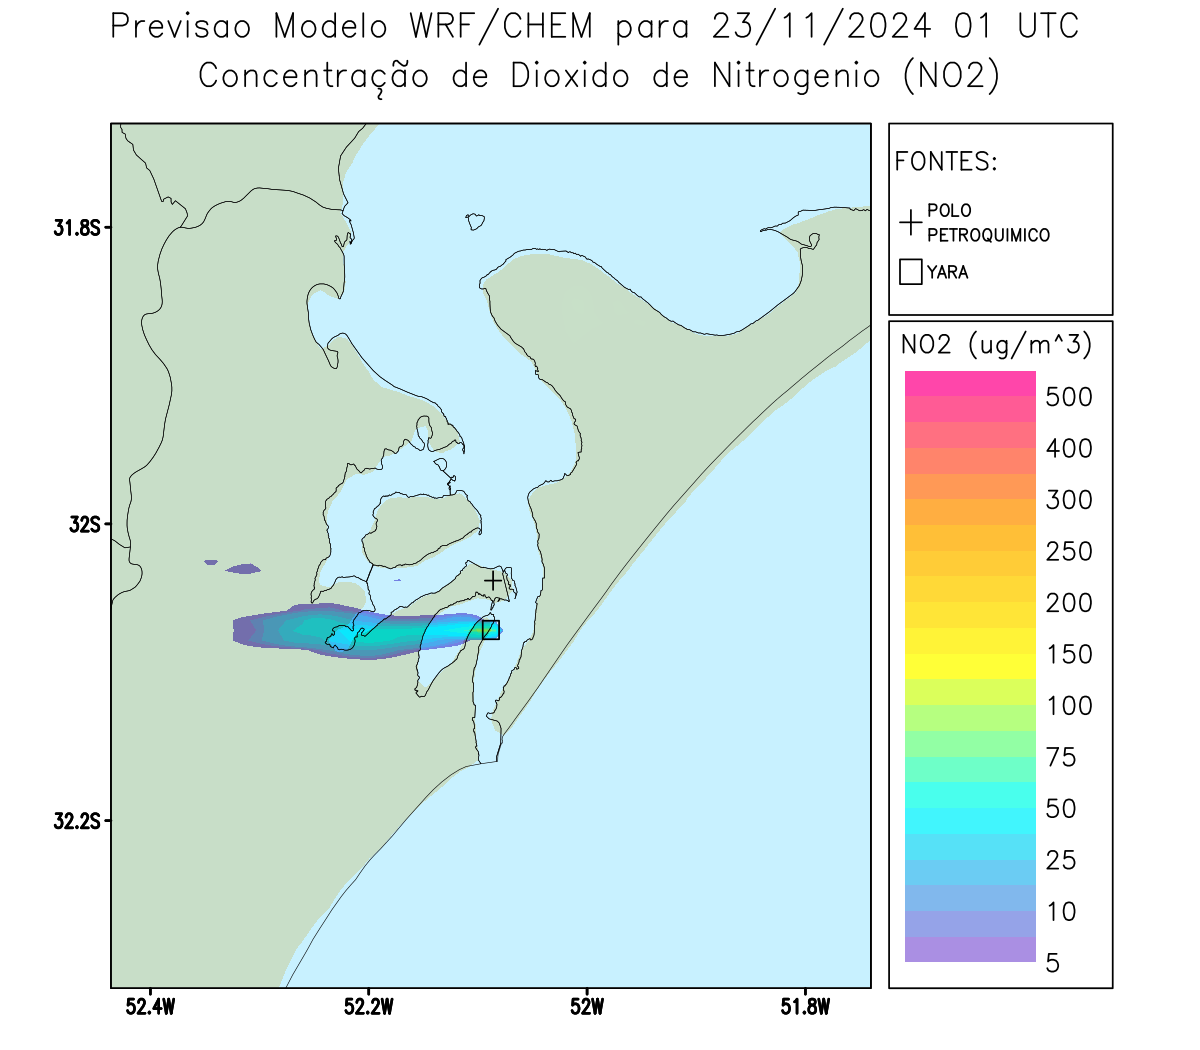 Previsao Modelo WRF/CHEM para 23/11/2024 01 UTC
Concentração de Dioxido de Nitrogenio (NO2)
FONTES:
POLO
PETROQUIMICO
YARA
NO2 (ug/m^3)
500
400
300
250
200
150
100
75
50
25
10
5
31.8S
32S
32.2S
52.4W
52.2W
52W
51.8W